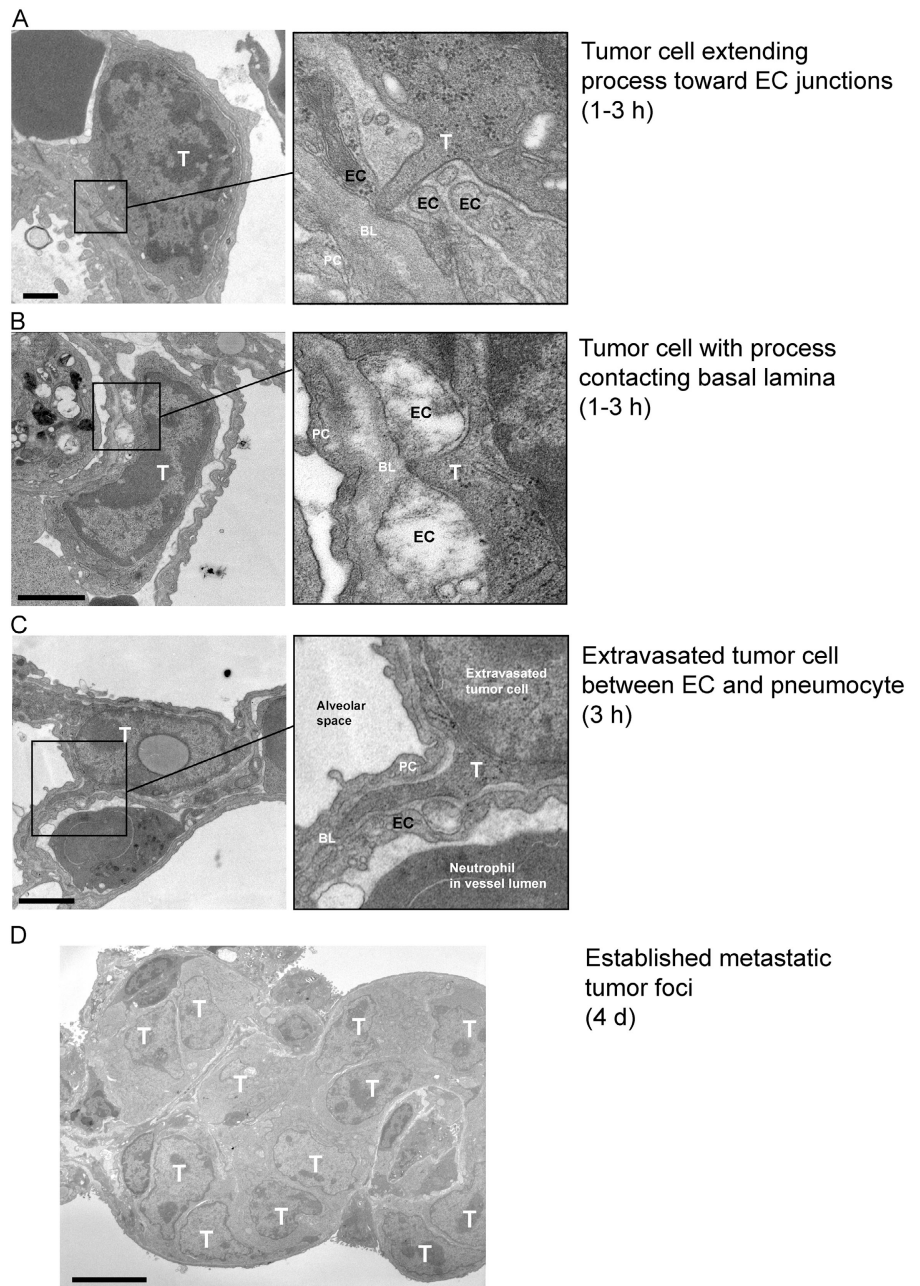 A
T
T
EC
EC
EC
BL
PC
Tumor cell extending
process toward EC junctions
(1-3 h)
B
T
EC
PC
BL
T
EC
Tumor cell with process
contacting basal lamina
(1-3 h)
C
T
Extravasated
tumor cell
Alveolar
space
PC
T
EC
BL
Neutrophil
in vessel lumen
Extravasated tumor cell
between EC and pneumocyte
(3 h)
D
T
T
T
T
T
T
T
T
T
T
T
T
Established metastatic
tumor foci
(4 d)